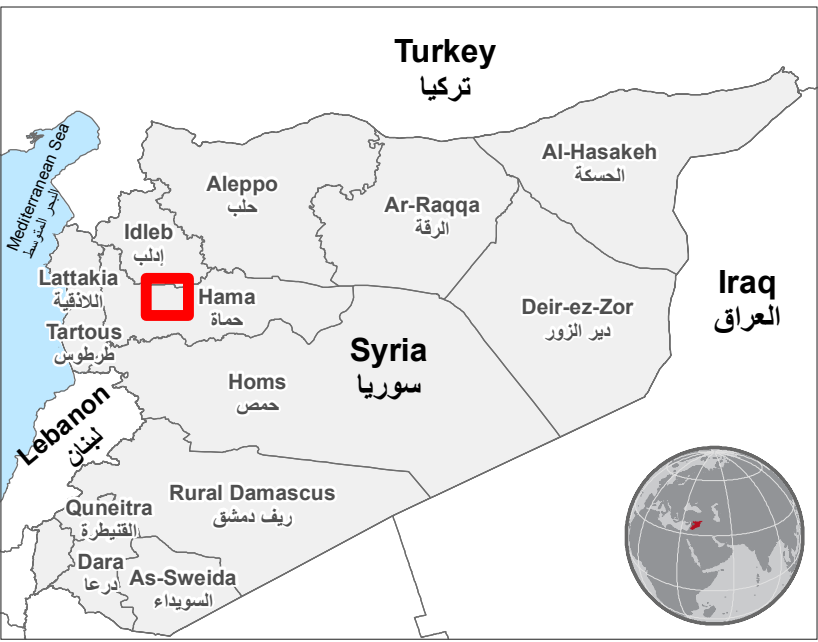 Turkey
تركيا
Mediterranean Sea
البحر المتوسط
Al-Hasakeh
الحسكة
Aleppo
حلب
Ar-Raqqa
الرقة
Idleb
إدلب
Lattakia
اللاذقية
Hama
حماة
Iraq
العراق
Deir-ez-Zor
دير الزور
Tartous
طرطوس
Syria
سوريا
Homs
حمص
Lebanon
لبنان
Rural Damascus
ريف دمشق
Quneitra
القنيطرة
Dara
درعا
As-Sweida
السويداء